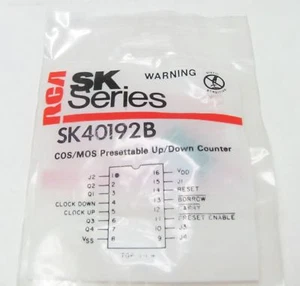 RCA
SK
Series
WARNING
SK40192B
COS/MOS Presettable Up/Down Counter
J2 1 16 VDD
Q2 2 15 J1
Q1 3 14 RESET
CLOCK DOWN 4 13 BORROW
CLOCK UP 5 12 CARRY
Q3 6 11 PRESET ENABLE
Q4 7 10 J3
VSS 8 9 J4